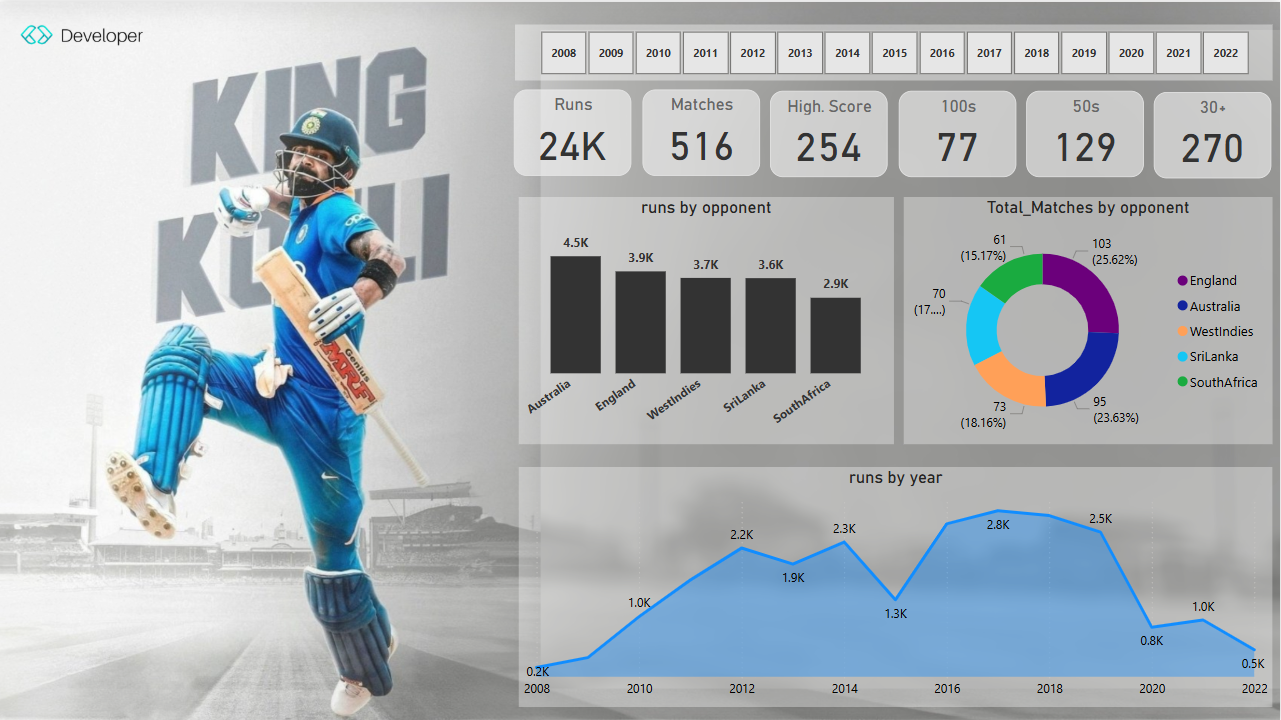 Developer
KING
KOHLI
2008 2009 2010 2011 2012 2013 2014 2015 2016 2017 2018 2019 2020 2021 2022
Runs
24K
Matches
516
High. Score
254
100s
77
50s
129
30+
270
runs by opponent
4.5K
3.9K
3.7K
3.6K
2.9K
Australia
England
WestIndies
SriLanka
SouthAfrica
Total_Matches by opponent
103
(25.62%)
95
(23.63%)
73
(18.16%)
70
(17....)
61
(15.17%)
England
Australia
WestIndies
SriLanka
SouthAfrica
Genius
MRF
runs by year
0.2K
1.0K
2.2K
1.9K
2.3K
1.3K
2.8K
2.5K
0.8K
1.0K
0.5K
2008 2010 2012 2014 2016 2018 2020 2022